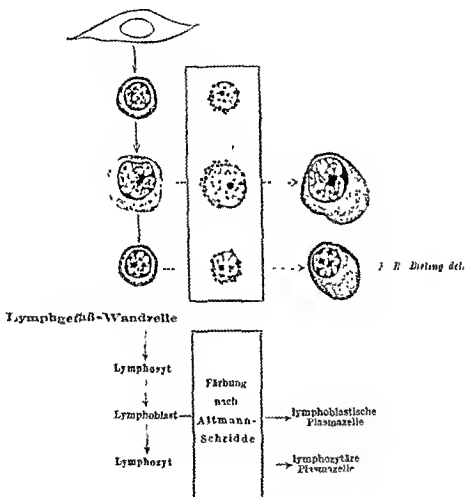 Lymphgefäß-Wandzelle
Lymphozyt
Färbung
nach
Altmann-
Schridde
Lymphoblast
lymphoblastische
Plasmazelle
Lymphozyt
lymphozytäre
Plasmazelle